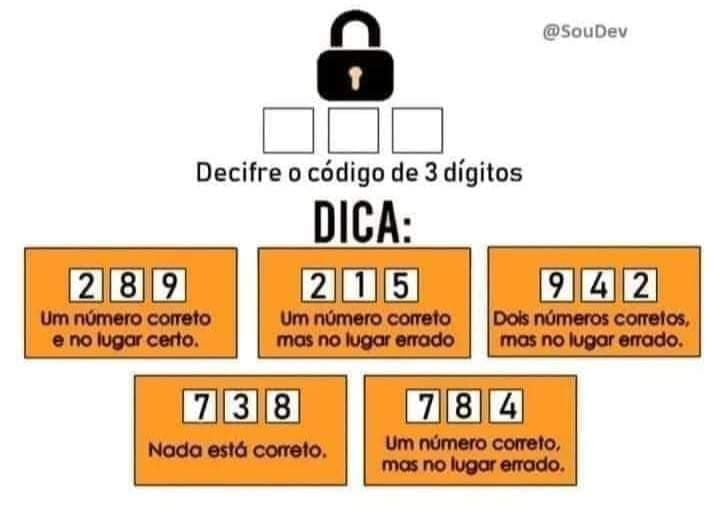 @SouDev
Decifre o código de 3 dígitos
DICA:
2 8 9
Um número correto
e no lugar certo.
2 1 5
Um número correto
mas no lugar errado
9 4 2
Dois números corretos,
mas no lugar errado.
7 3 8
Nada está correto.
7 8 4
Um número correto,
mas no lugar errado.